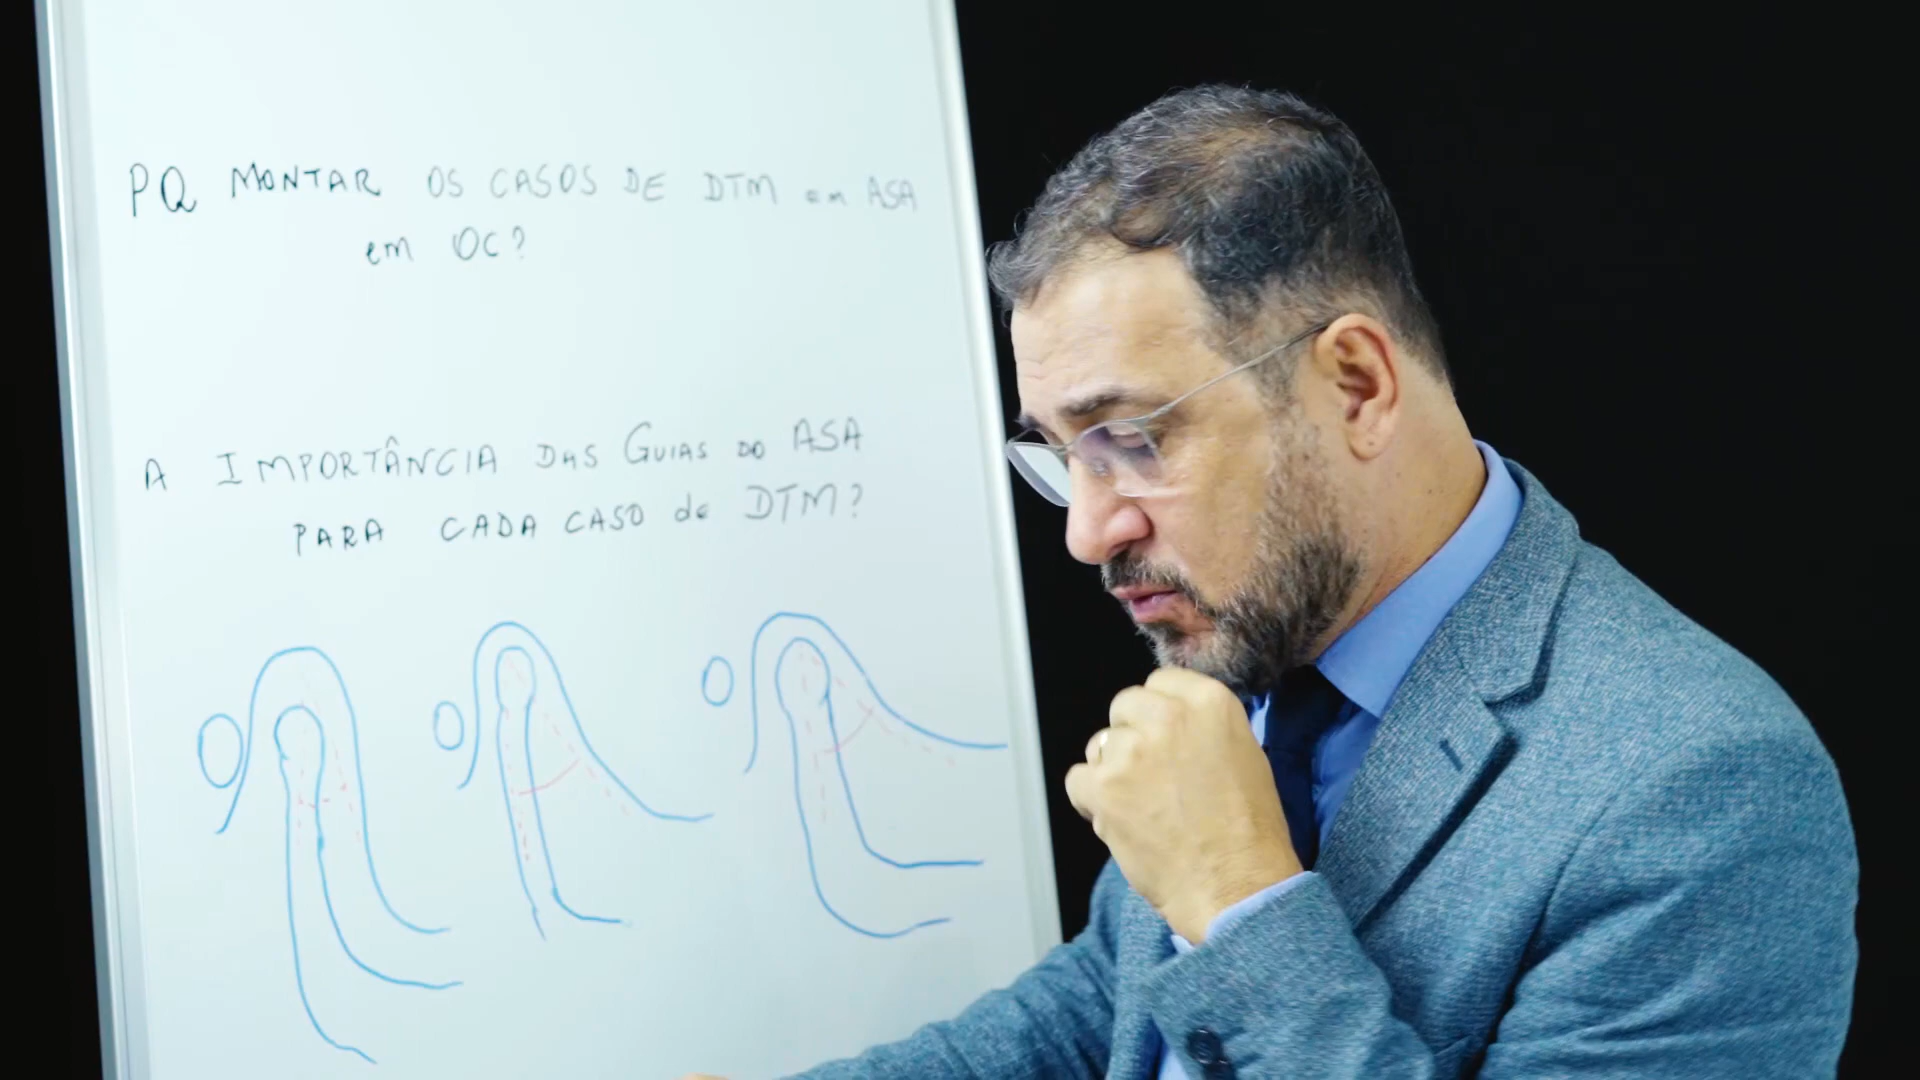 PQ MONTAR OS CASOS DE DTM em ASA
em OC?
A IMPORTÂNCIA DAS GUIAS DO ASA
PARA CADA CASO de DTM?